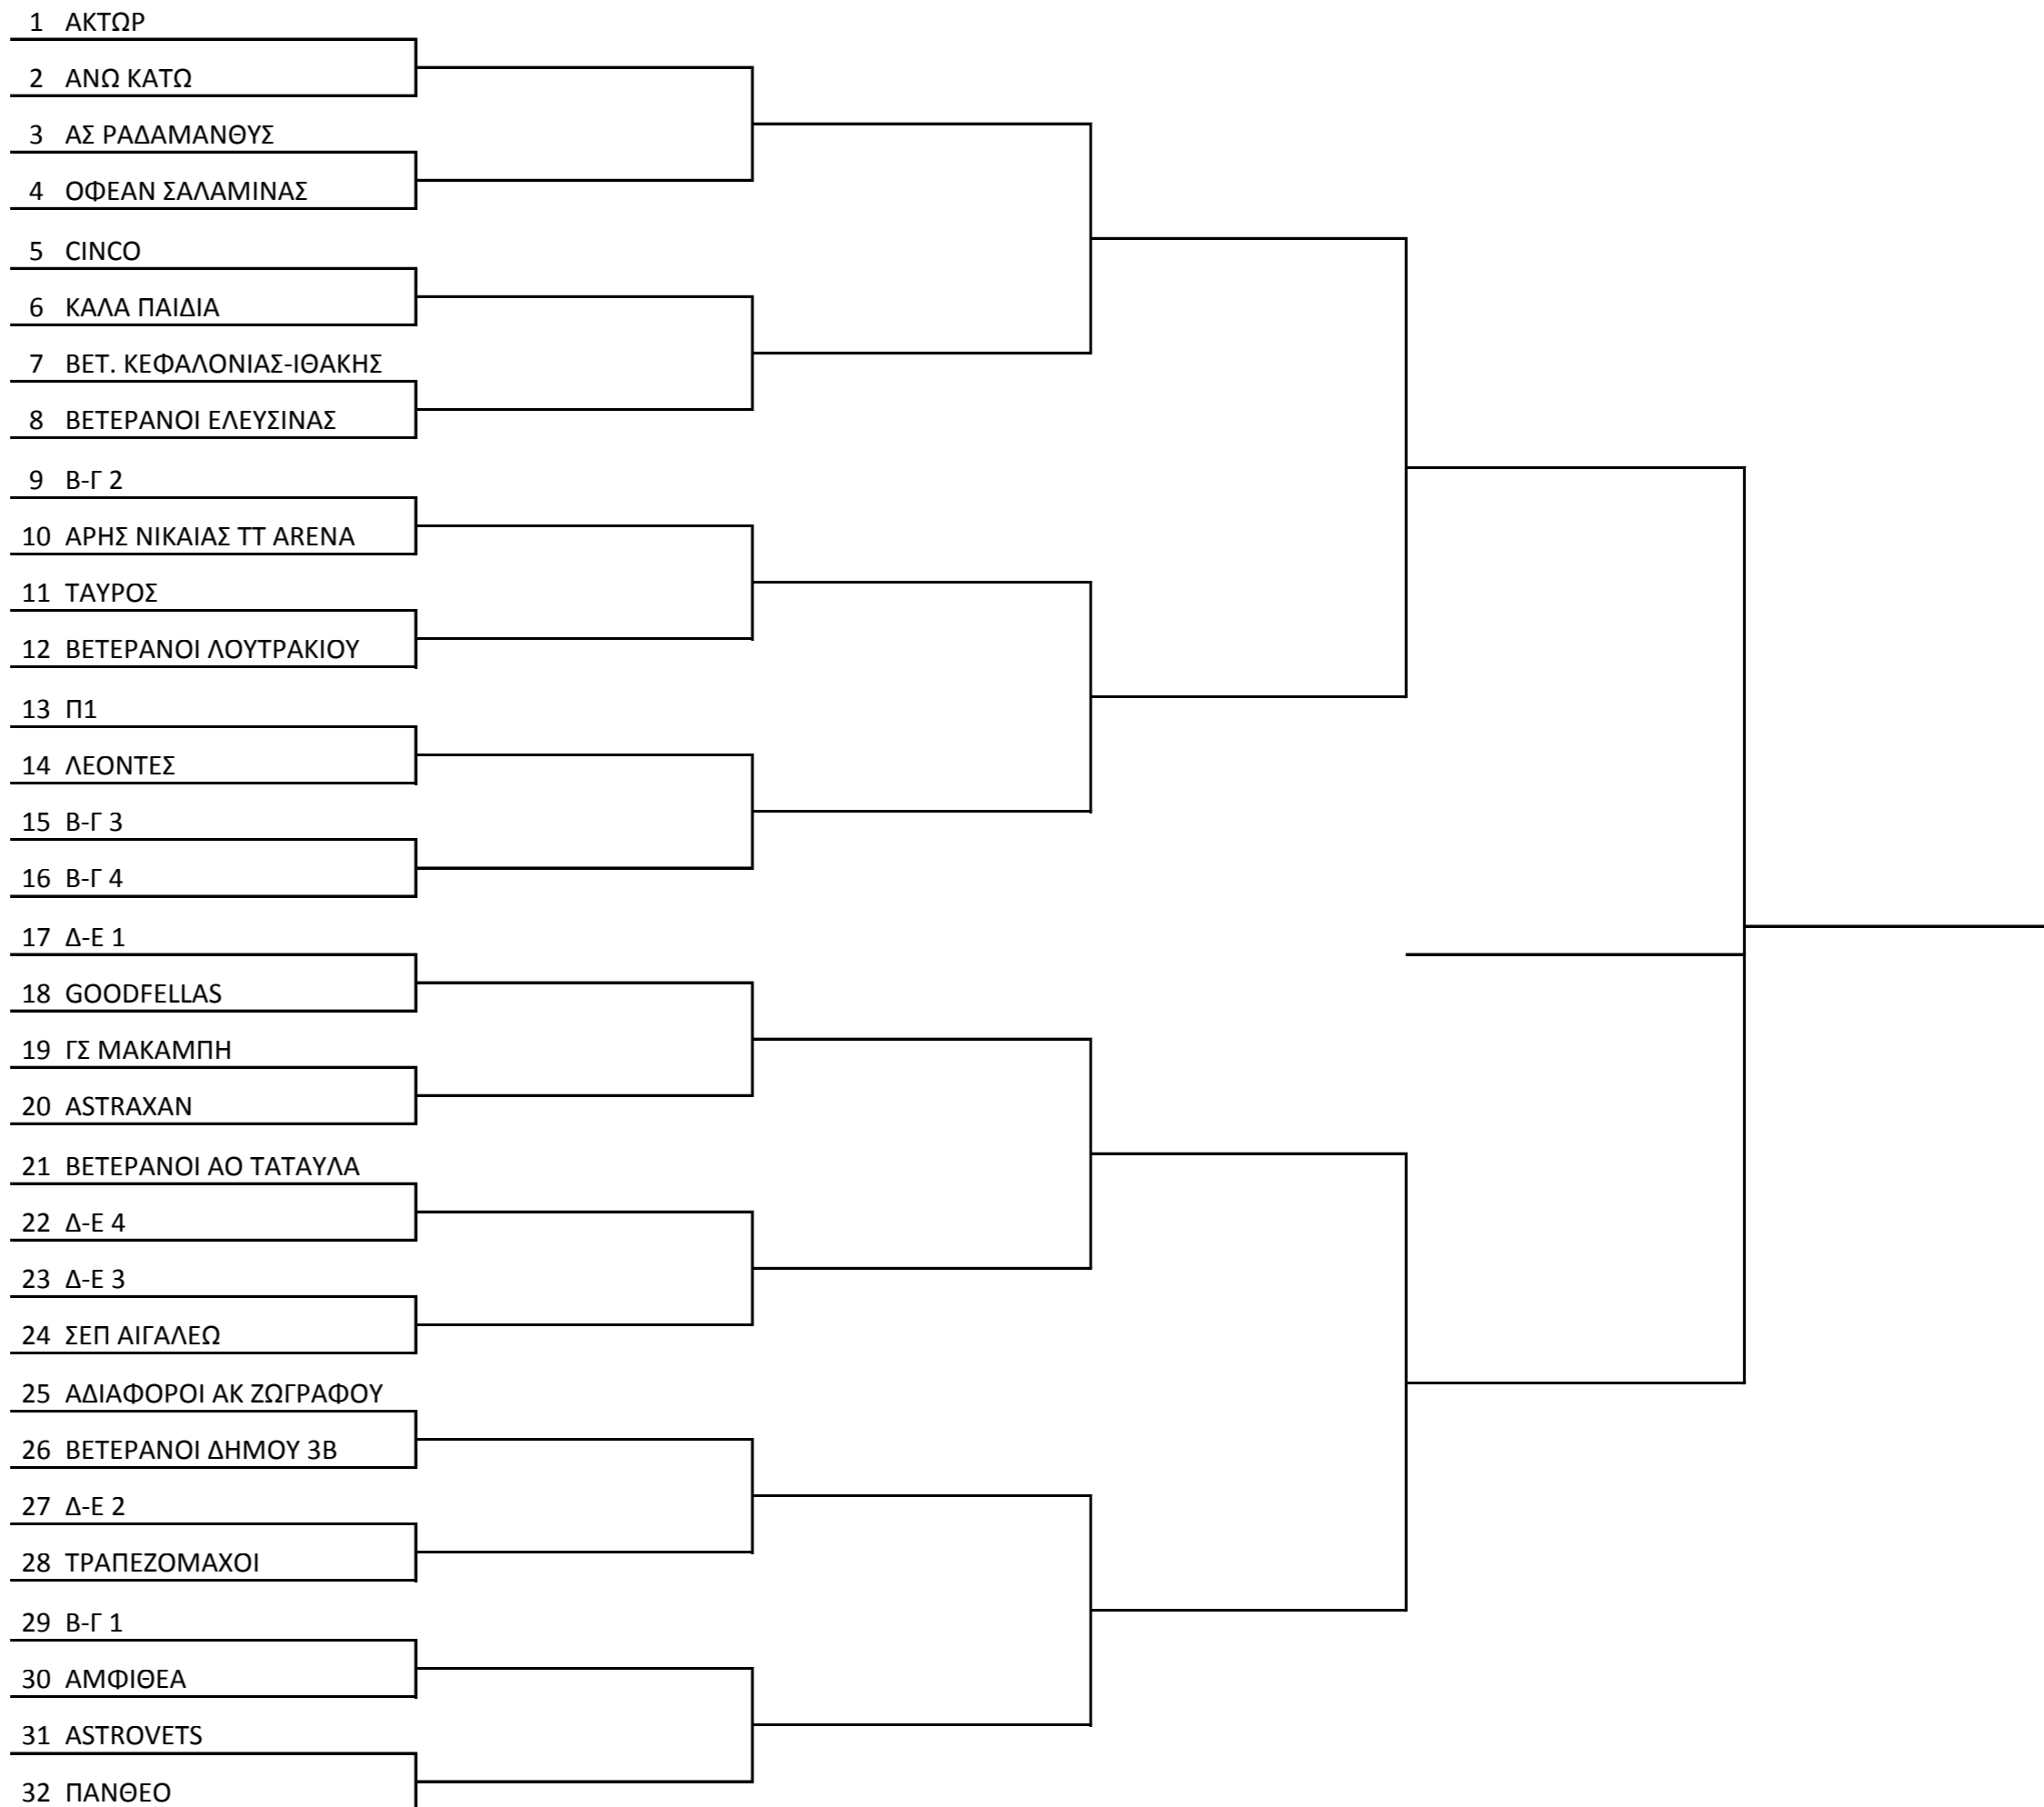 1 ΑΚΤΩΡ
2 ΑΝΩ ΚΑΤΩ
3 ΑΣ ΡΑΔΑΜΑΝΘΥΣ
4 ΟΦΕΑΝ ΣΑΛΑΜΙΝΑΣ
5 CINCO
6 ΚΑΛΑ ΠΑΙΔΙΑ
7 ΒΕΤ. ΚΕΦΑΛΟΝΙΑΣ-ΙΘΑΚΗΣ
8 ΒΕΤΕΡΑΝΟΙ ΕΛΕΥΣΙΝΑΣ
9 Β-Γ 2
10 ΑΡΗΣ ΝΙΚΑΙΑΣ TT ARENA
11 ΤΑΥΡΟΣ
12 ΒΕΤΕΡΑΝΟΙ ΛΟΥΤΡΑΚΙΟΥ
13 Π1
14 ΛΕΟΝΤΕΣ
15 Β-Γ 3
16 Β-Γ 4
17 Δ-Ε 1
18 GOODFELLAS
19 ΓΣ ΜΑΚΑΜΠΗ
20 ASTRAXAN
21 ΒΕΤΕΡΑΝΟΙ ΑΟ ΤΑΤΑΥΛΑ
22 Δ-Ε 4
23 Δ-Ε 3
24 ΣΕΠ ΑΙΓΑΛΕΩ
25 ΑΔΙΑΦΟΡΟΙ ΑΚ ΖΩΓΡΑΦΟΥ
26 ΒΕΤΕΡΑΝΟΙ ΔΗΜΟΥ 3Β
27 Δ-Ε 2
28 ΤΡΑΠΕΖΟΜΑΧΟΙ
29 Β-Γ 1
30 ΑΜΦΙΘΕΑ
31 ASTROVETS
32 ΠΑΝΘΕΟ